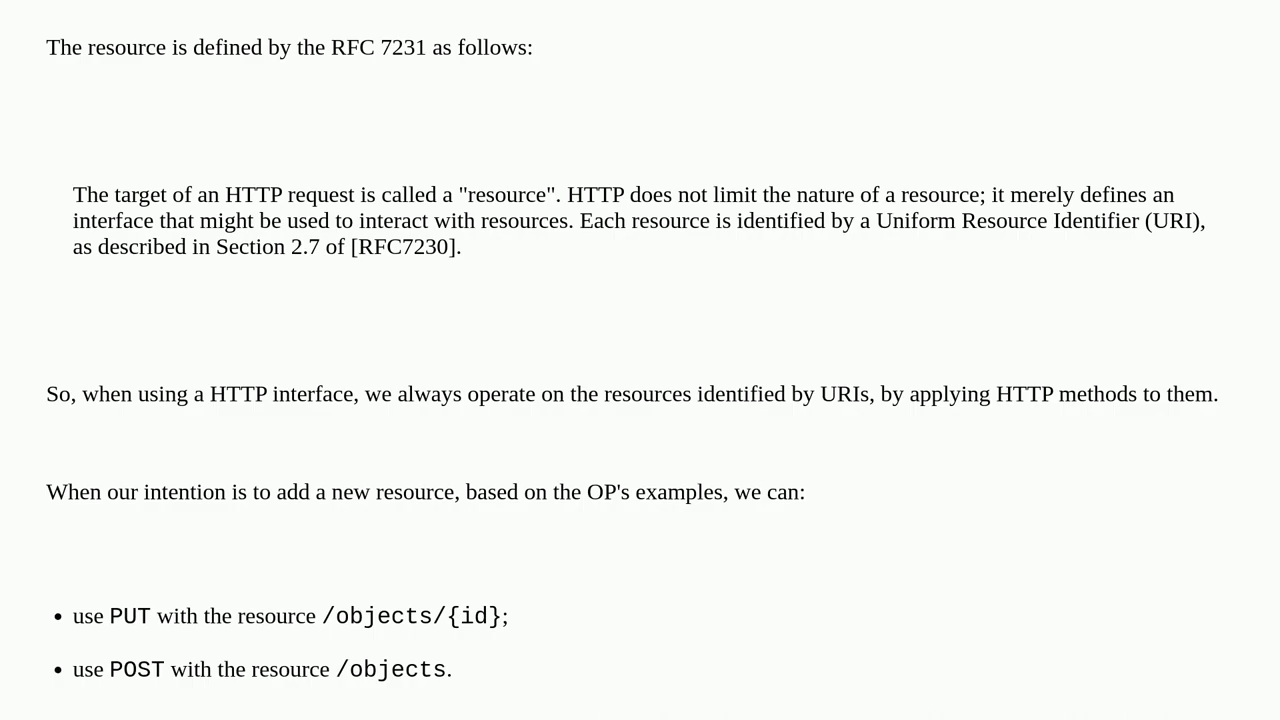 The resource is defined by the RFC 7231 as follows:
The target of an HTTP request is called a "resource". HTTP does not limit the nature of a resource; it merely defines an
interface that might be used to interact with resources. Each resource is identified by a Uniform Resource Identifier (URI),
as described in Section 2.7 of [RFC7230].
So, when using a HTTP interface, we always operate on the resources identified by URIs, by applying HTTP methods to them.
When our intention is to add a new resource, based on the OP's examples, we can:
• use PUT with the resource /objects/{id};
• use POST with the resource /objects.